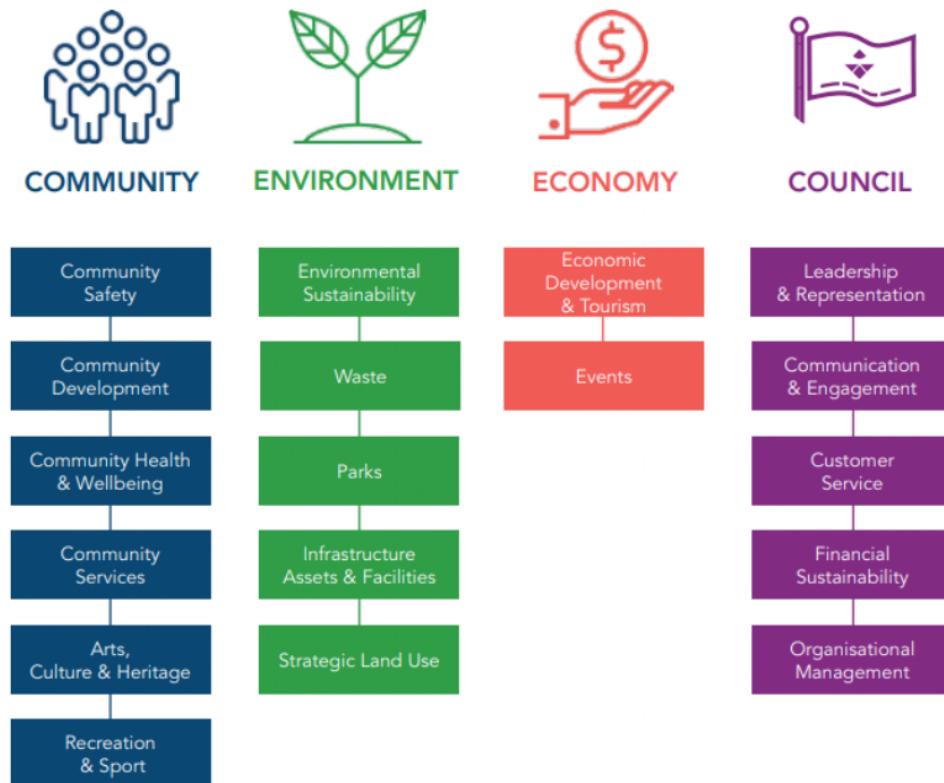 COMMUNITY
Community
Safety
Community
Development
Community Health
& Wellbeing
Community
Services
Arts,
Culture & Heritage
Recreation
& Sport
ENVIRONMENT
Environmental
Sustainability
Waste
Parks
Infrastructure
Assets & Facilities
Strategic Land Use
$
ECONOMY
Economic
Development
& Tourism
Events
COUNCIL
Leadership
& Representation
Communication
& Engagement
Customer
Service
Financial
Sustainability
Organisational
Management